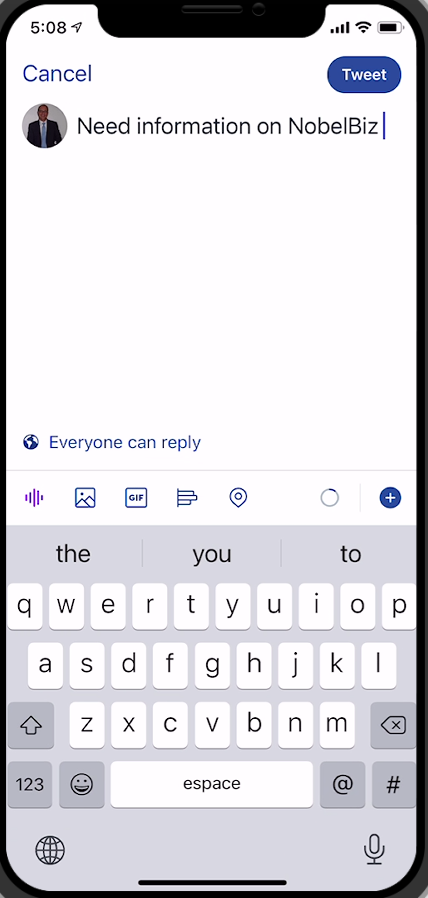 5:08
Cancel Tweet
Need information on NobelBiz
Everyone can reply
GIF
the you to
q w e r t y u i o p
a s d f g h j k l
z x c v b n m
123 espace @ #